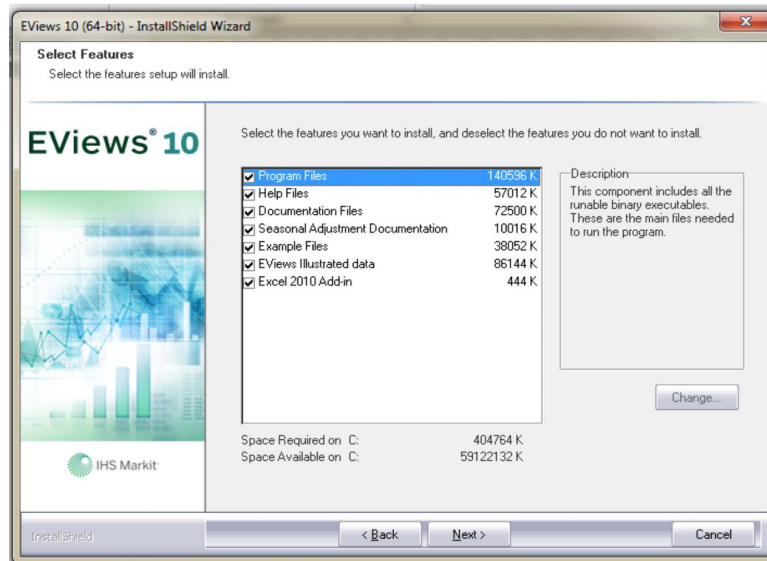 EViews 10 (64-bit) - InstallShield Wizard
Select Features
Select the features setup will install.
EViews® 10
Select the features you want to install, and deselect the features you do not want to install.
Program Files 140596 K
Help Files 57012 K
Documentation Files 72500 K
Seasonal Adjustment Documentation 10016 K
Example Files 38052 K
EViews Illustrated data 86144 K
Excel 2010 Add-in 444 K
Description
This component includes all the
runable binary executables.
These are the main files needed
to run the program.
Change...
Space Required on C: 404764 K
Space Available on C: 59122132 K
IHS Markit
InstallShield
< Back
Next >
Cancel